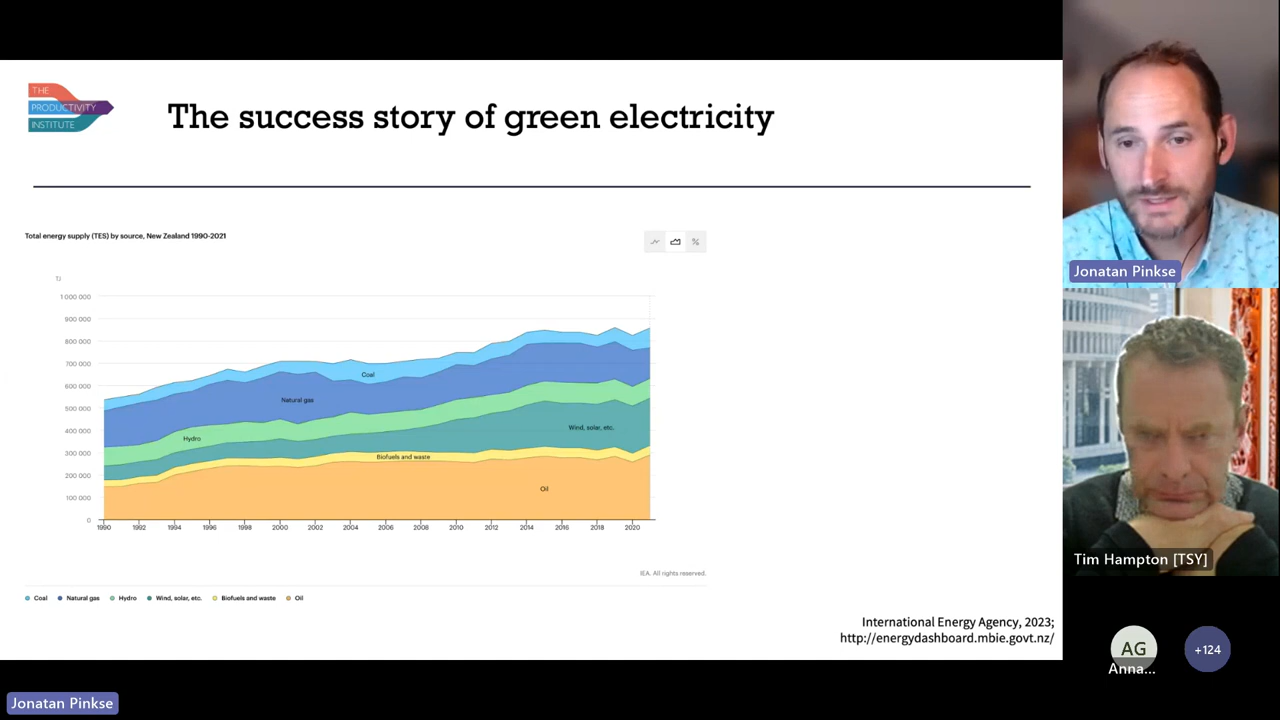 THE
PRODUCTIVITY
INSTITUTE
The success story of green electricity
Total energy supply (TES) by source, New Zealand 1990-2021
%
TJ
1 000 000
900 000
800 000
700 000
600 000
500 000
400 000
300 000
200 000
100 000
0
Coal
Natural gas
Hydro
Wind, solar, etc.
Biofuels and waste
Oil
1990 1992 1994 1996 1998 2000 2002 2004 2006 2008 2010 2012 2014 2016 2018 2020
IEA. All rights reserved.
Coal Natural gas Hydro Wind, solar, etc. Biofuels and waste Oil
International Energy Agency, 2023;
http://energydashboard.mbie.govt.nz/
Jonatan Pinkse
Tim Hampton [TSY]
AG
Anna...
+124
Jonatan Pinkse